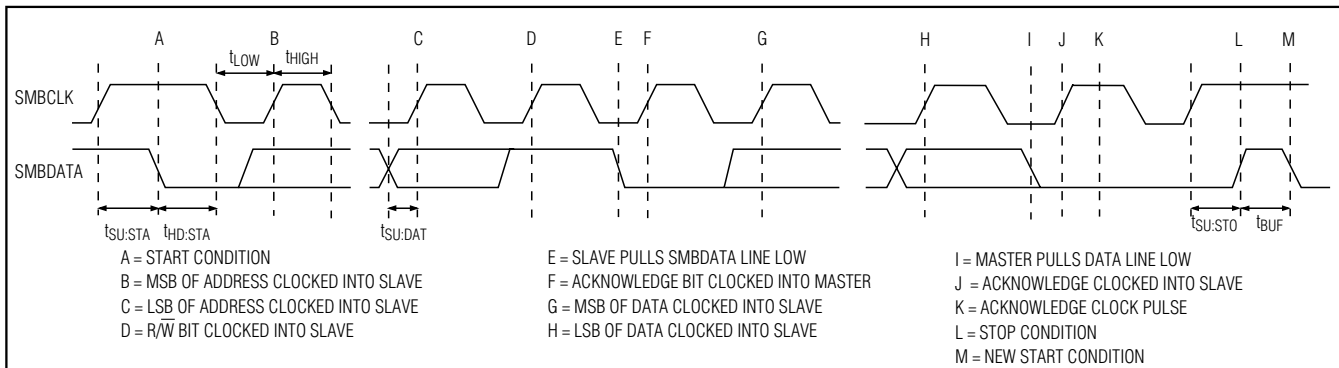 A B C D E F G H I J K L M
tLOW tHIGH
SMBCLK
SMBDATA
tSU:STA tHD:STA tSU:DAT tSU:STO tBUF
A = START CONDITION
B = MSB OF ADDRESS CLOCKED INTO SLAVE
C = LSB OF ADDRESS CLOCKED INTO SLAVE
D = R/W̅ BIT CLOCKED INTO SLAVE
E = SLAVE PULLS SMBDATA LINE LOW
F = ACKNOWLEDGE BIT CLOCKED INTO MASTER
G = MSB OF DATA CLOCKED INTO SLAVE
H = LSB OF DATA CLOCKED INTO SLAVE
I = MASTER PULLS DATA LINE LOW
J = ACKNOWLEDGE CLOCKED INTO SLAVE
K = ACKNOWLEDGE CLOCK PULSE
L = STOP CONDITION
M = NEW START CONDITION